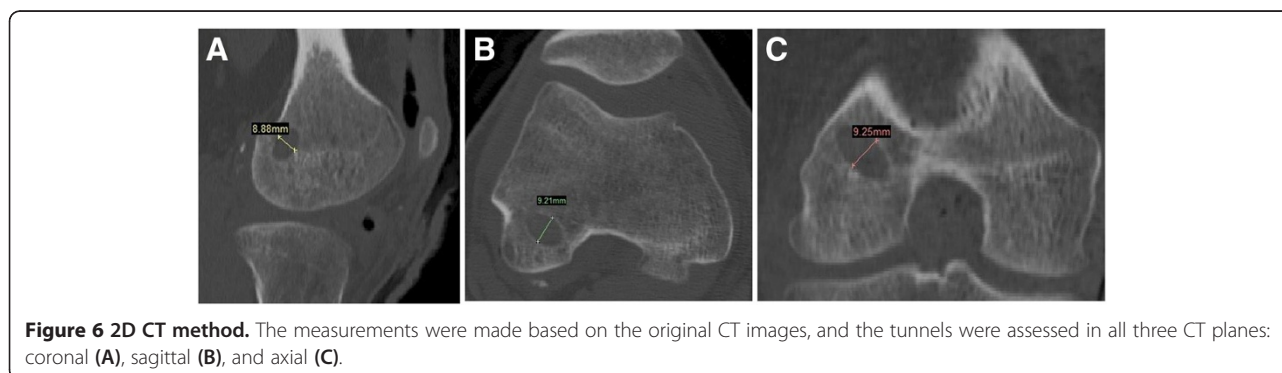 A
B
C
8.88mm
9.21mm
9.25mm
Figure 6 2D CT method. The measurements were made based on the original CT images, and the tunnels were assessed in all three CT planes:
coronal (A), sagittal (B), and axial (C).